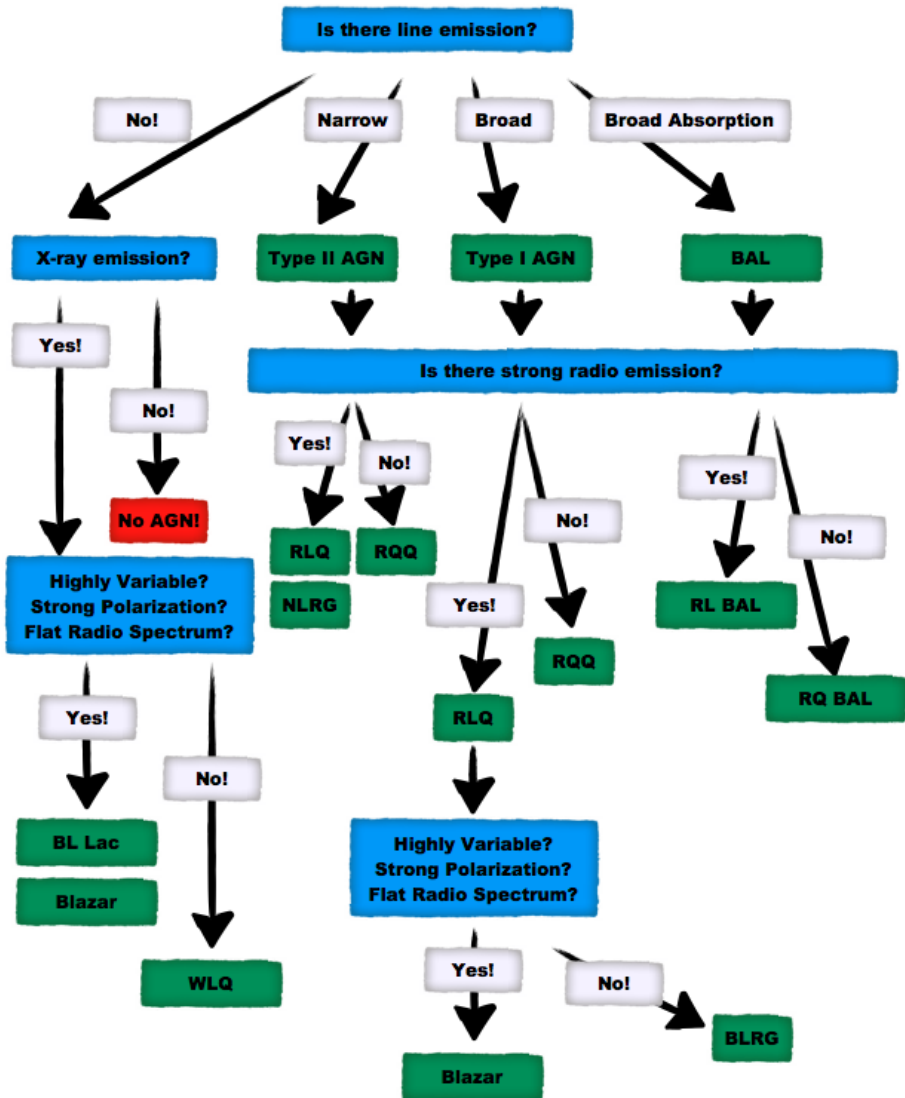 Is there line emission?
No!
Narrow
Broad
Broad Absorption
X-ray emission?
Type II AGN
Type I AGN
BAL
Yes!
No!
Is there strong radio emission?
Yes!
No!
Yes!
No!
Yes!
No!
No AGN!
RLQ
RQQ
NLRG
RL BAL
RQ BAL
RQQ
RLQ
Highly Variable?
Strong Polarization?
Flat Radio Spectrum?
Yes!
No!
BL Lac
Blazar
WLQ
Highly Variable?
Strong Polarization?
Flat Radio Spectrum?
Yes!
No!
BLRG
Blazar